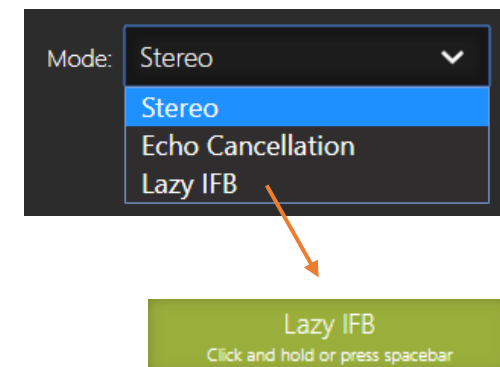 Mode: Stereo
Stereo
Echo Cancellation
Lazy IFB
Lazy IFB
Click and hold or press spacebar